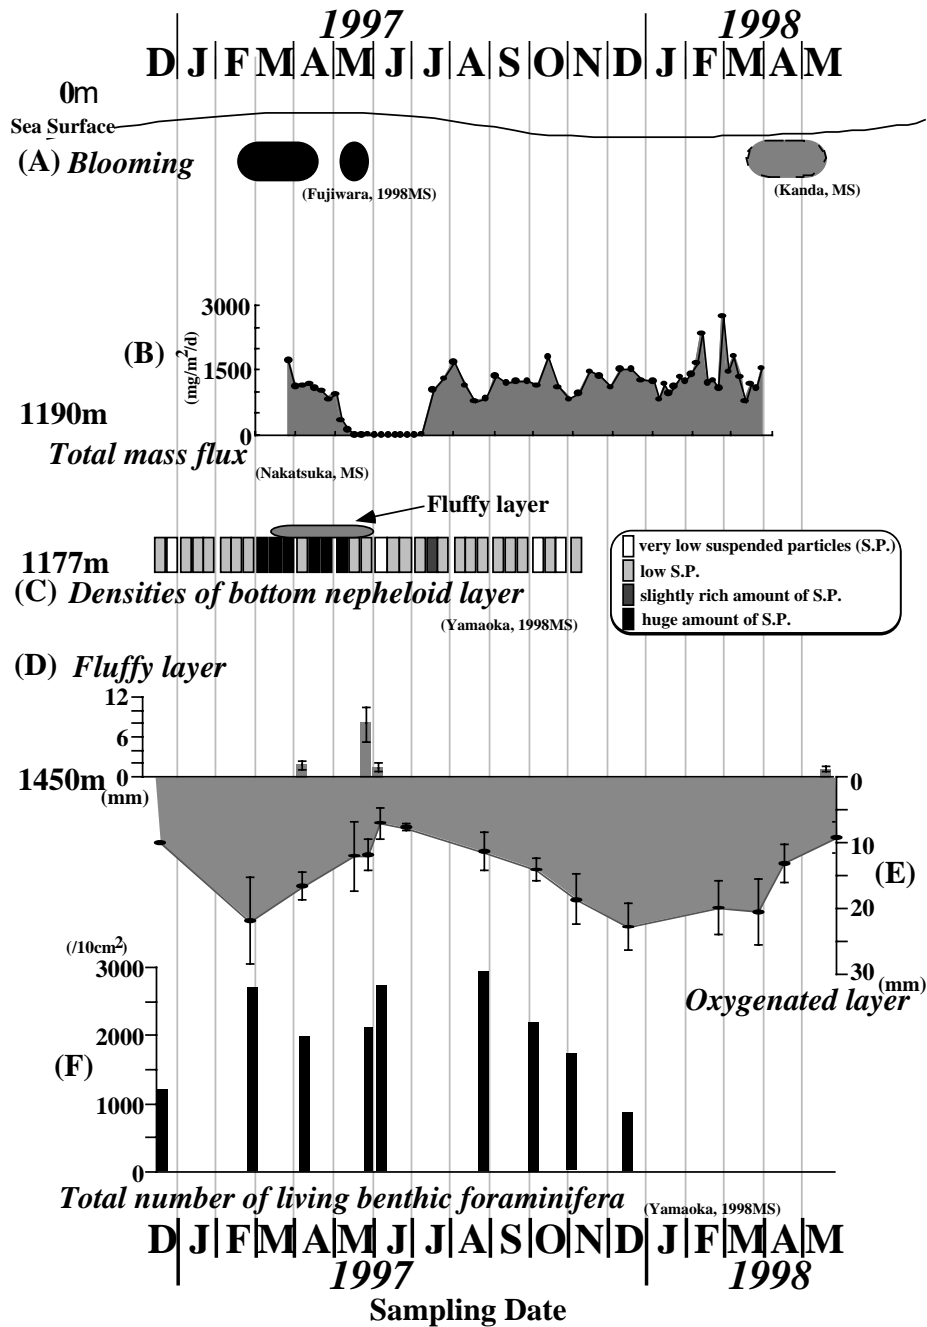 1997 1998
D J F M A M J J A S O N D J F M A M
0m
Sea Surface
(A) Blooming
(Fujiwara, 1998MS)
(Kanda, MS)
3000
(B)
(mg/m²/d)
1500
1190m
0
Total mass flux
(Nakatsuka, MS)
Fluffy layer
1177m
very low suspended particles (S.P.)
low S.P.
slightly rich amount of S.P.
huge amount of S.P.
(C) Densities of bottom nepheloid layer
(Yamaoka, 1998MS)
(D) Fluffy layer
12
6
1450m 0
(mm)
0
10
(E)
20
30 (mm)
Oxygenated layer
(/10cm²)
3000
2000
(F)
1000
0
Total number of living benthic foraminifera
(Yamaoka, 1998MS)
D J F M A M J J A S O N D J F M A M
1997 1998
Sampling Date